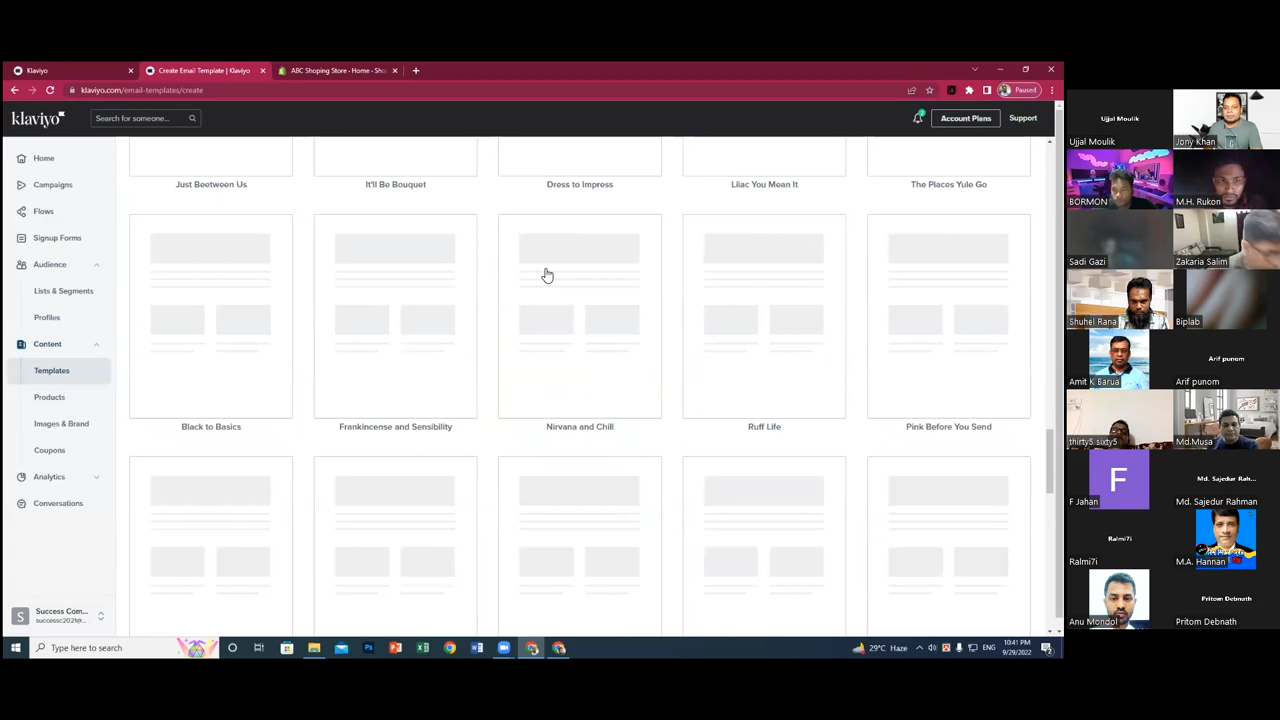 Klaviyo
Create Email Template | Klaviyo
ABC Shoping Store - Home - Sho
klaviyo.com/email-templates/create
Paused
klaviyo
Search for someone...
Account Plans
Support
Home
Campaigns
Flows
Signup Forms
Audience
Lists & Segments
Profiles
Content
Templates
Products
Images & Brand
Coupons
Analytics
Conversations
S
Success Com...
successc2021@...
Just Beetween Us
It'll Be Bouquet
Dress to Impress
Lilac You Mean It
The Places Yule Go
Black to Basics
Frankincense and Sensibility
Nirvana and Chill
Ruff Life
Pink Before You Send
Type here to search
29°C Haze
ENG
10:41 PM
9/29/2022
Ujjal Moulik
Ujjal Moulik
Jony Khan
BORMON
M.H. Rukon
Sadi Gazi
Zakaria Salim
Shuhel Rana
Biplab
Amit K Barua
Arif punom
Arif punom
thirty5.sixty5
Md.Musa
F
F Jahan
Md. Sajedur Rah...
Md. Sajedur Rahman
Ralmi7i
Ralmi7i
M.A. Hannan
Anu Mondol
Pritom Debnath
Pritom Debnath